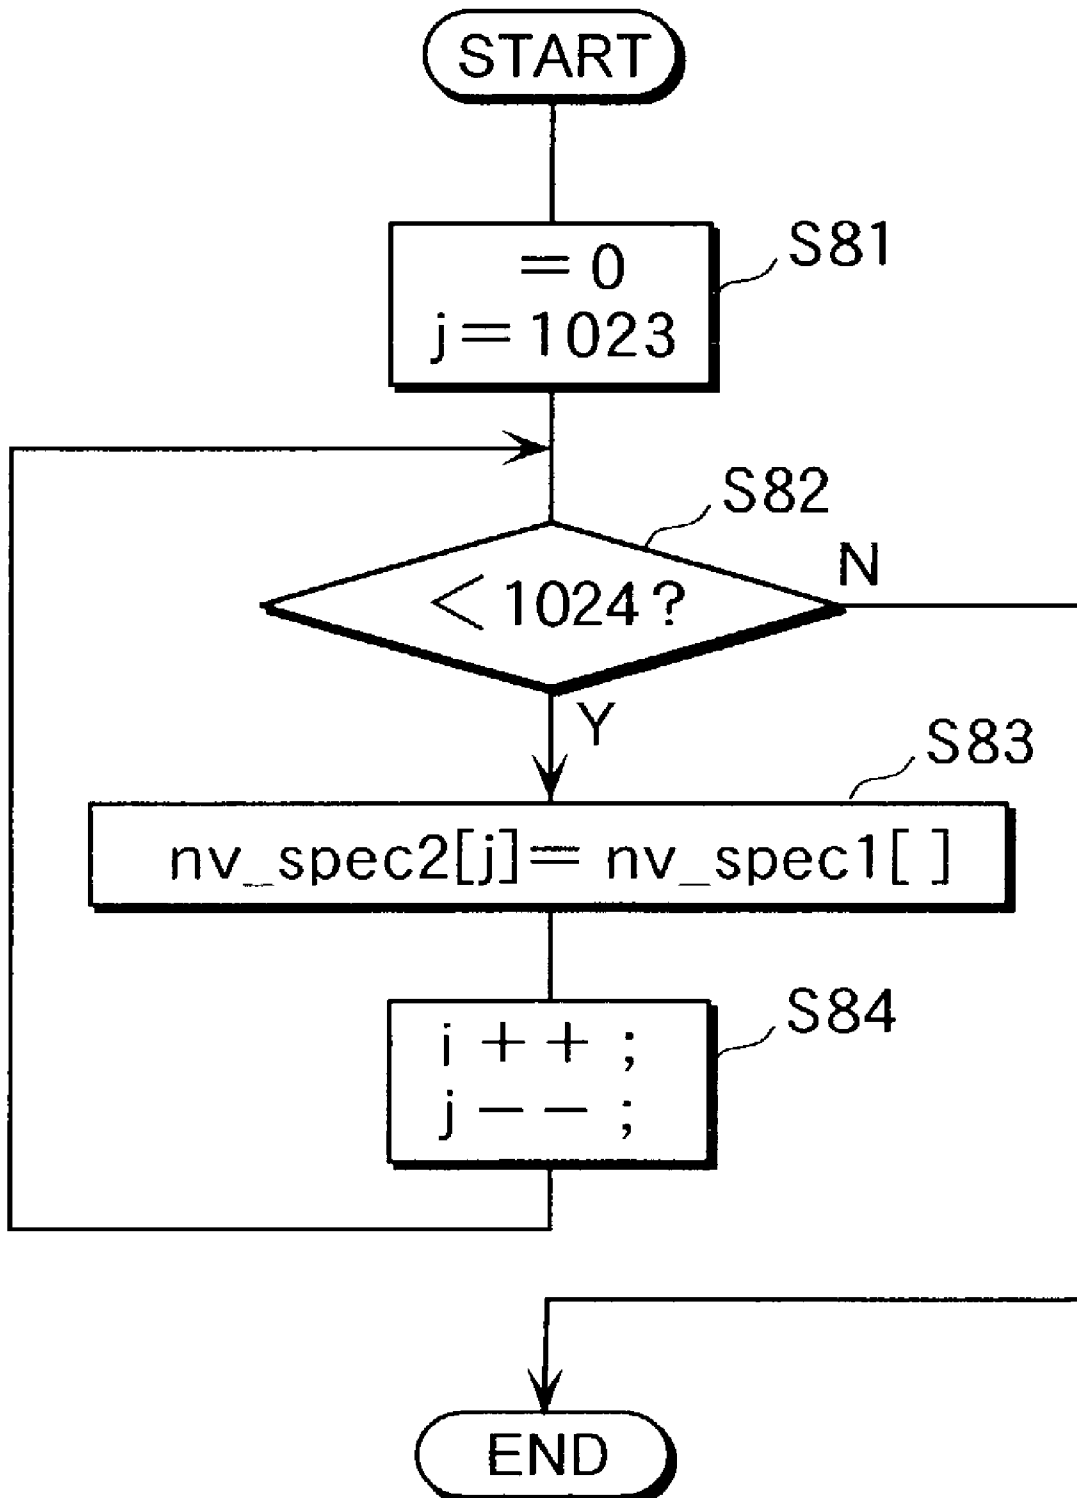 START
S81
= 0
j = 1023
S82
< 1024 ?
N
Y
S83
nv_spec2[j] = nv_spec1[ ]
S84
i + + ;
j - - ;
END